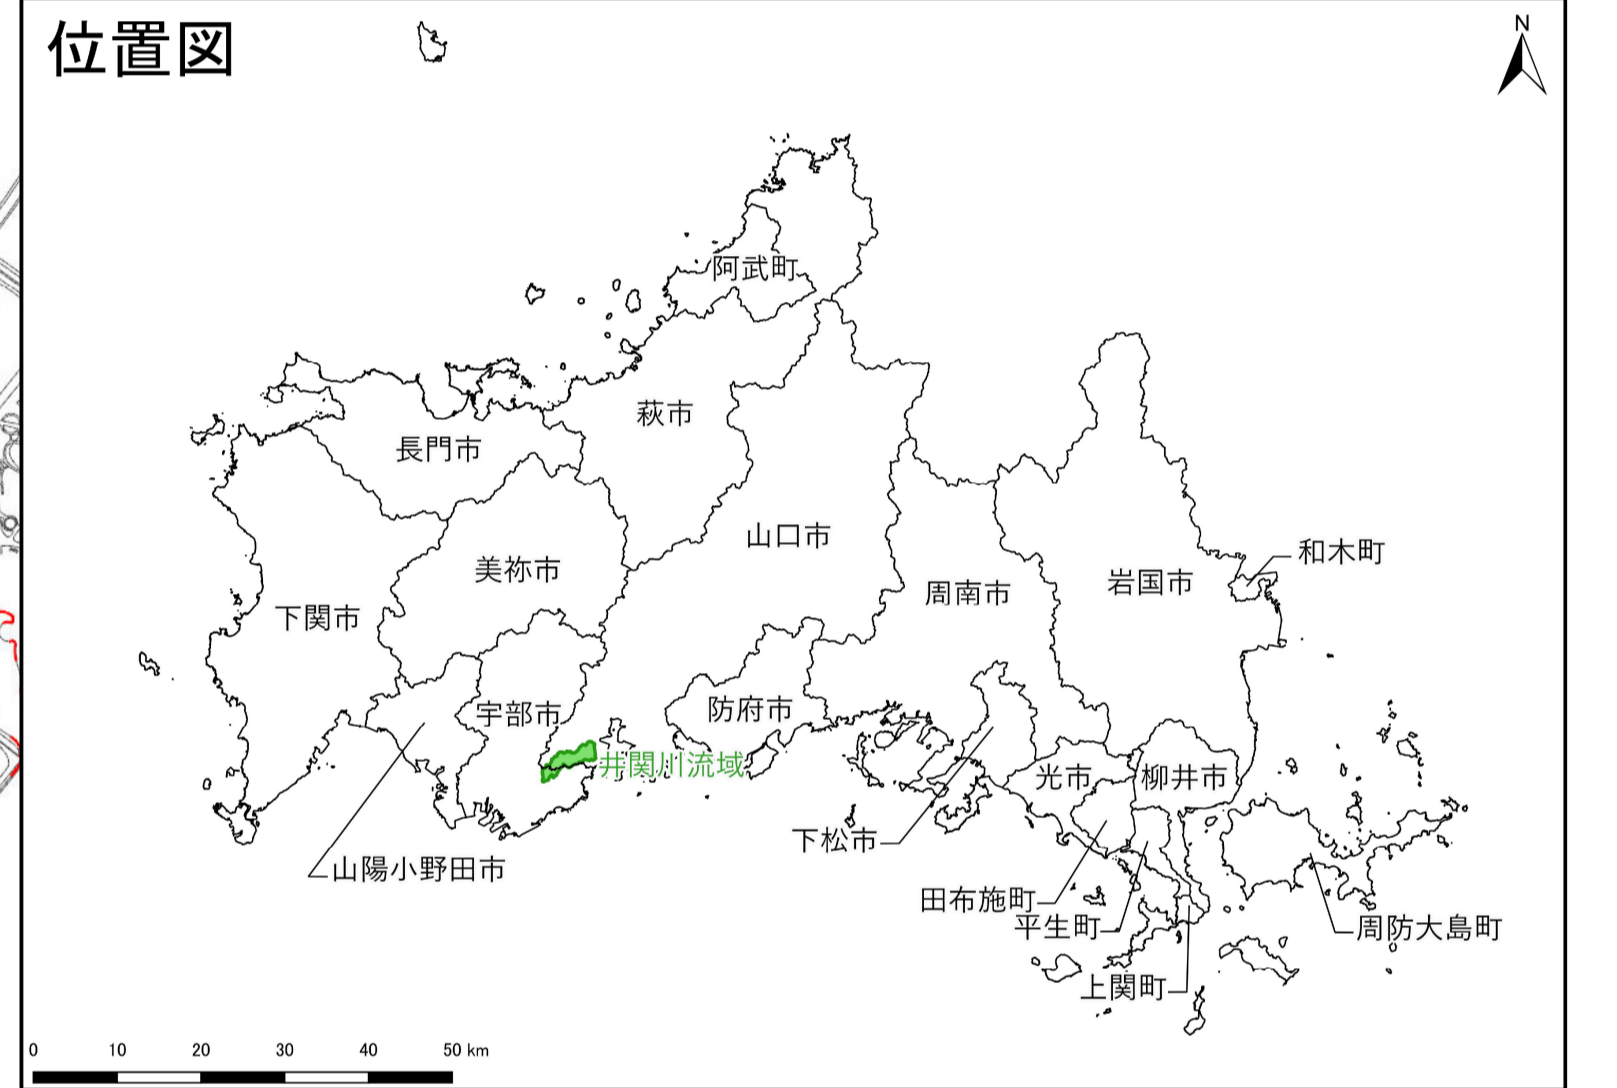 位置図
N
阿武町
萩市
長門市
山口市
美祢市
和木町
岩国市
周南市
下関市
防府市
宇部市
井関川流域
光市
柳井市
下松市
山陽小野田市
田布施町
平生町
周防大島町
上関町
0 10 20 30 40 50 km